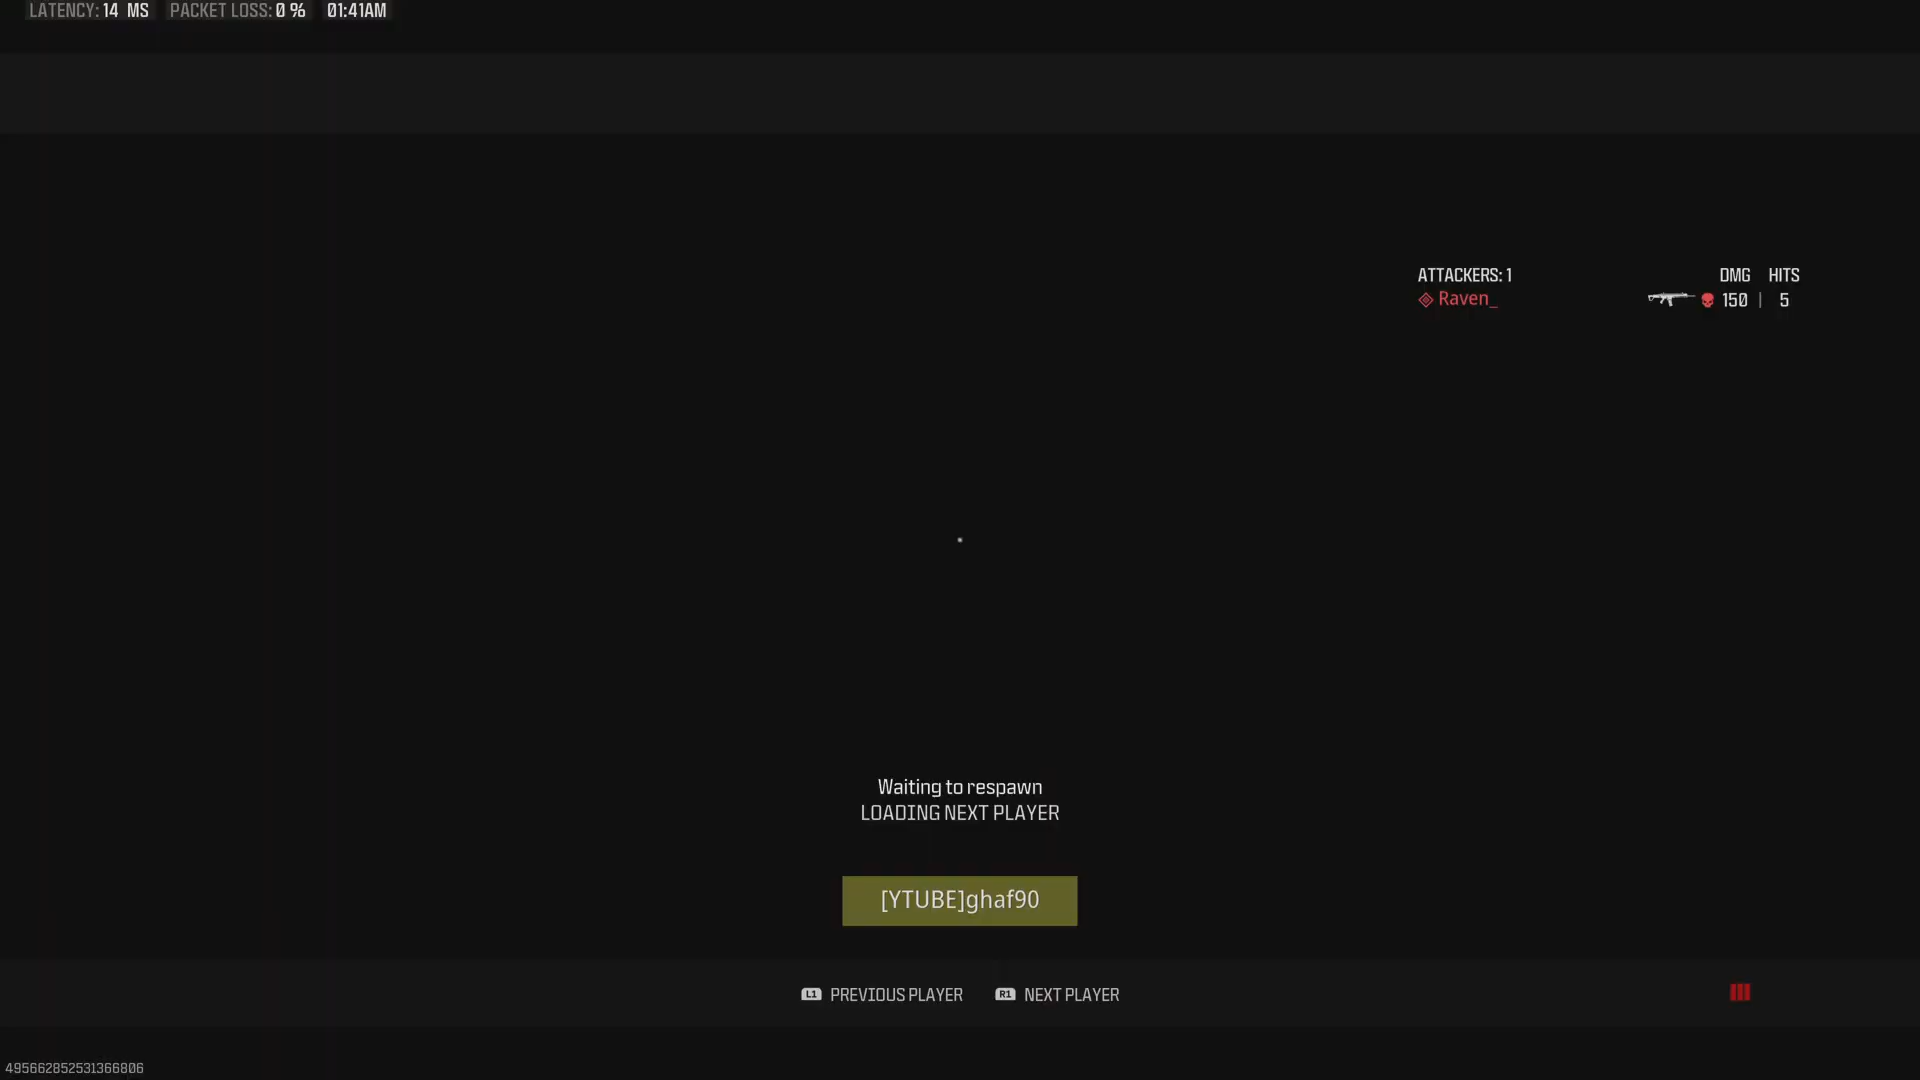 LATENCY: 14 MS PACKET LOSS: 0 % 01:41AM
ATTACKERS: 1 DMG HITS
Raven_ 150 | 5
Waiting to respawn
LOADING NEXT PLAYER
[YTUBE]ghaf90
L1 PREVIOUS PLAYER R1 NEXT PLAYER
495662852531366806